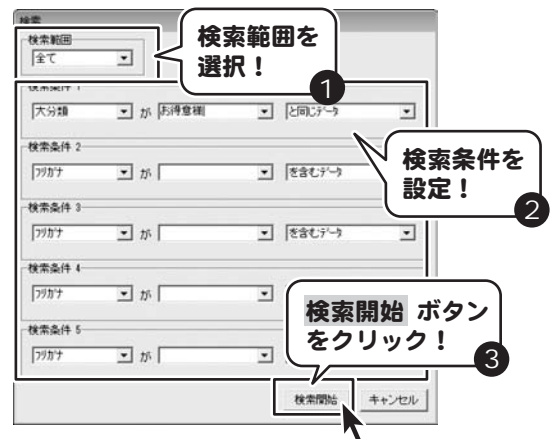 検索
検索範囲
全て
検索範囲を
選択！
1
検索条件 1
大分類 が お得意様 と同じデータ
検索条件 2
フリガナ が を含むデータ
検索条件を
設定！
2
検索条件 3
フリガナ が を含むデータ
検索条件 4
フリガナ が
検索条件 5
フリガナ が
検索開始 ボタン
をクリック！
3
検索開始 キャンセル